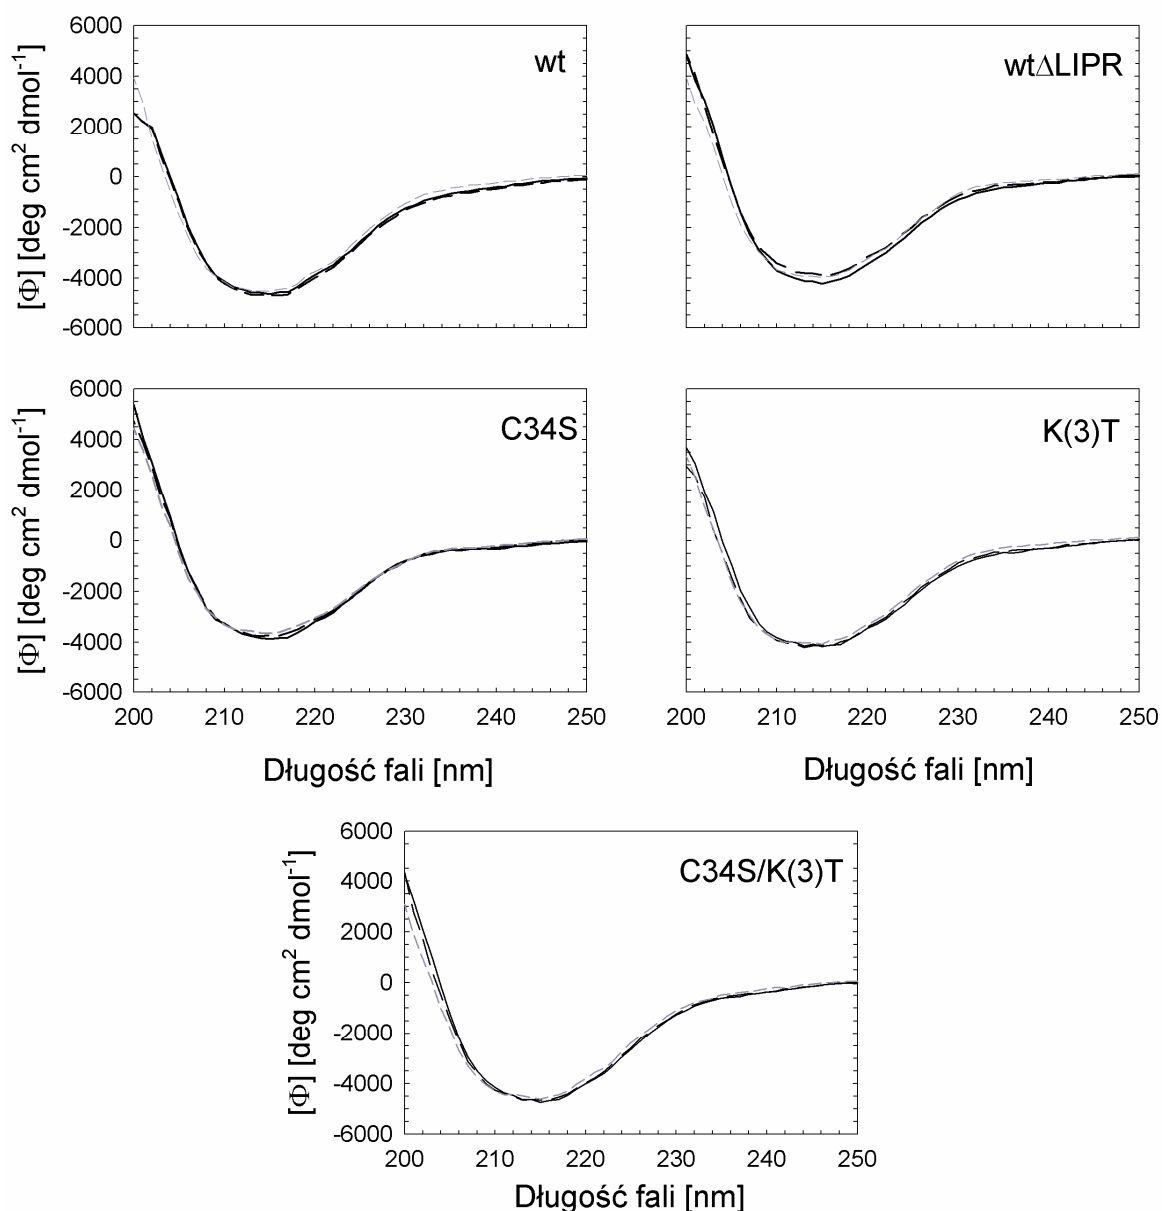 6000
4000
2000
0
-2000
-4000
-6000
[Φ] [deg cm² dmol⁻¹]
wt
wtΔLIPR
6000
4000
2000
0
-2000
-4000
-6000
[Φ] [deg cm² dmol⁻¹]
C34S
K(3)T
200 210 220 230 240 250
200 210 220 230 240 250
Długość fali [nm]
Długość fali [nm]
6000
4000
2000
0
-2000
-4000
-6000
[Φ] [deg cm² dmol⁻¹]
C34S/K(3)T
200 210 220 230 240 250
Długość fali [nm]